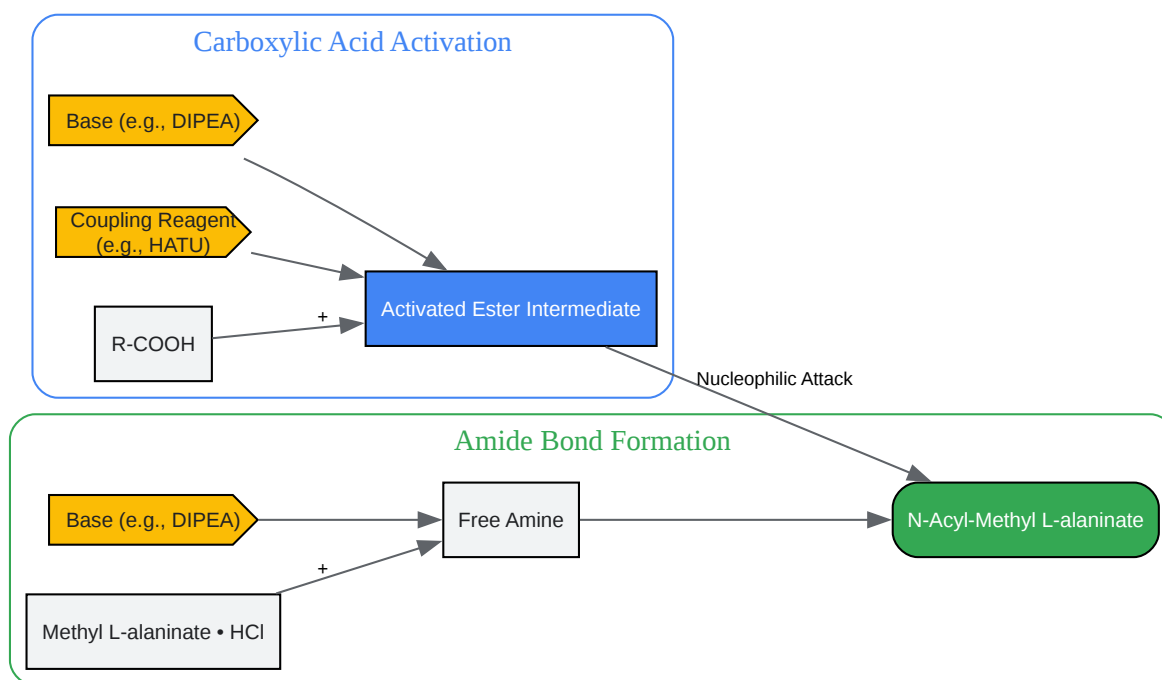 Carboxylic Acid Activation
Base (e.g., DIPEA)
Coupling Reagent
(e.g., HATU)
R-COOH
+
Activated Ester Intermediate
Nucleophilic Attack
Amide Bond Formation
Base (e.g., DIPEA)
Free Amine
N-Acyl-Methyl L-alaninate
+
Methyl L-alaninate • HCl